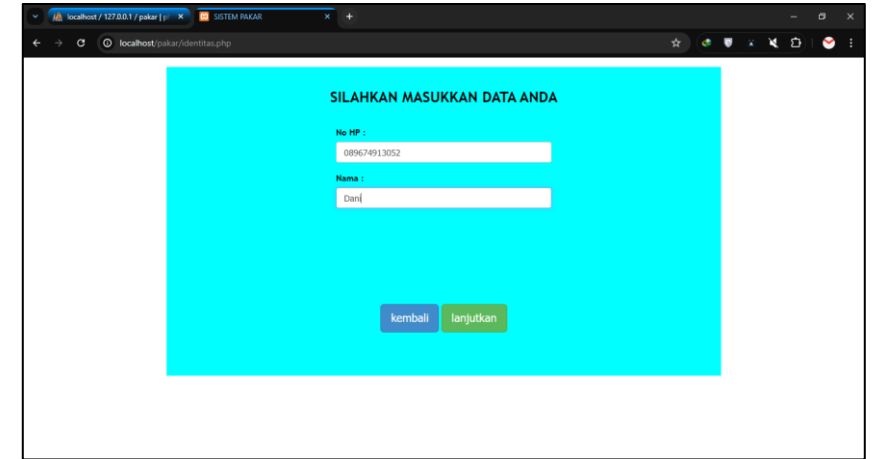 localhost / 127.0.0.1 / pakar | p
SISTEM PAKAR
localhost/pakar/identitas.php
SILAHKAN MASUKKAN DATA ANDA
No HP :
089674913052
Nama :
Dani
kembali
lanjutkan